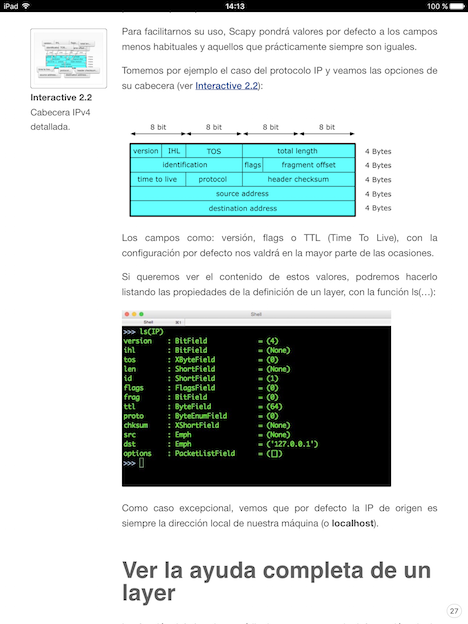 iPad 14:13 100 %
Para facilitarnos su uso, Scapy pondrá valores por defecto a los campos
menos habituales y aquellos que prácticamente siempre son iguales.
Tomemos por ejemplo el caso del protocolo IP y veamos las opciones de
su cabecera (ver Interactive 2.2):
Interactive 2.2
Cabecera IPv4
detallada.
8 bit 8 bit 8 bit 8 bit
version IHL TOS total length 4 Bytes
identification flags fragment offset 4 Bytes
time to live protocol header checksum 4 Bytes
source address 4 Bytes
destination address 4 Bytes
Los campos como: versión, flags o TTL (Time To Live), con la
configuración por defecto nos valdrá en la mayor parte de las ocasiones.
Si queremos ver el contenido de estos valores, podremos hacerlo
listando las propiedades de la definición de un layer, con la función ls(…):
Shell
Shell
>>> ls(IP)
version : BitField = (4)
ihl : BitField = (None)
tos : XByteField = (0)
len : ShortField = (None)
id : ShortField = (1)
flags : FlagsField = (0)
frag : BitField = (0)
ttl : ByteField = (64)
proto : ByteEnumField = (0)
chksum : XShortField = (None)
src : Emph = (None)
dst : Emph = ('127.0.0.1')
options : PacketListField = ([])
>>>
Como caso excepcional, vemos que por defecto la IP de origen es
siempre la dirección local de nuestra máquina (o localhost).
Ver la ayuda completa de un
layer
27